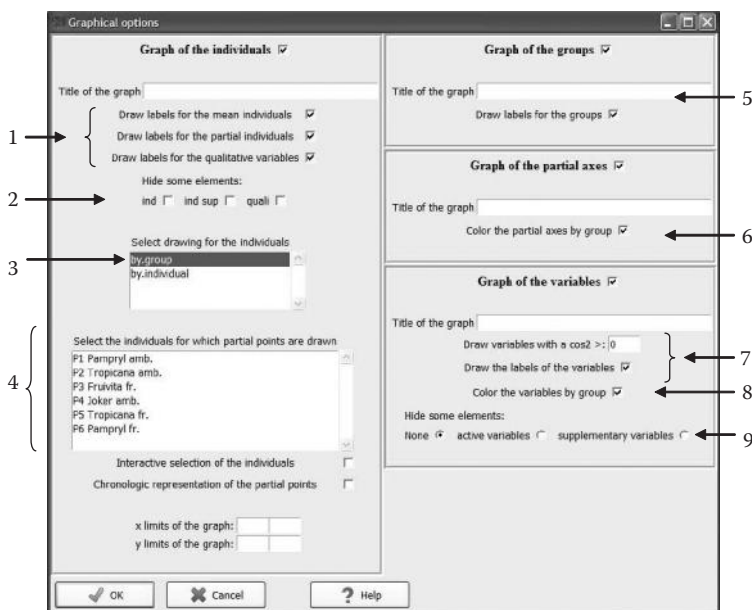 Graphical options
Graph of the individuals
Title of the graph
Draw labels for the mean individuals
Draw labels for the partial individuals
Draw labels for the qualitative variables
Hide some elements:
ind ind sup quali
Select drawing for the individuals
by.group
by.individual
Select the individuals for which partial points are drawn
P1 Pampryl amb.
P2 Tropicana amb.
P3 Fruivita fr.
P4 Joker amb.
P5 Tropicana fr.
P6 Pampryl fr.
Interactive selection of the individuals
Chronologic representation of the partial points
x limits of the graph:
y limits of the graph:
OK Cancel Help
Graph of the groups
Title of the graph
Draw labels for the groups
Graph of the partial axes
Title of the graph
Color the partial axes by group
Graph of the variables
Title of the graph
Draw variables with a cos2 >: 0
Draw the labels of the variables
Color the variables by group
Hide some elements:
None active variables supplementary variables
1
2
3
4
5
6
7
8
9